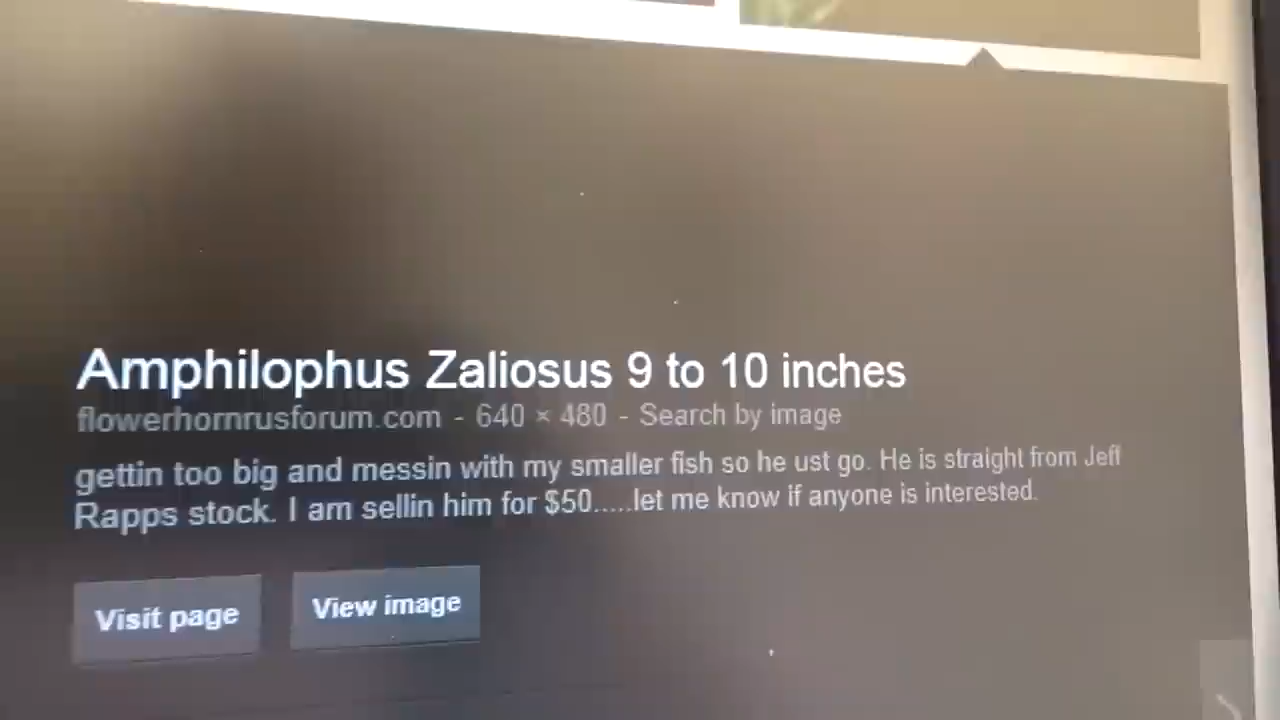 Amphilophus Zaliosus 9 to 10 inches
flowerhornrusforum.com - 640 × 480 - Search by image
gettin too big and messin with my smaller fish so he ust go. He is straight from Jeff
Rapps stock. I am sellin him for $50.....let me know if anyone is interested.
Visit page
View image